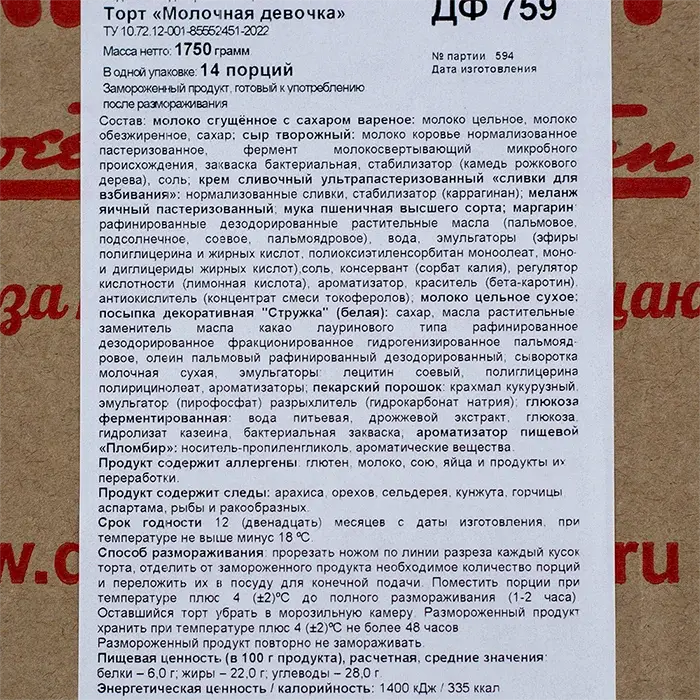 Торт «Молочная девочка»
ДФ 759
ТУ 10.72.12-001-85552451-2022
Масса нетто: 1750 грамм
В одной упаковке: 14 порций
№ партии 594
Дата изготовления
Замороженный продукт, готовый к употреблению
после размораживания
Состав: молоко сгущённое с сахаром вареное: молоко цельное, молоко
обезжиренное, сахар; сыр творожный: молоко коровье нормализованное
пастеризованное, фермент молокосвертывающий микробного
происхождения, закваска бактериальная, стабилизатор (камедь рожкового
дерева), соль; крем сливочный ультрапастеризованный «сливки для
взбивания»: нормализованные сливки, стабилизатор (каррагинан); меланж
яичный пастеризованный; мука пшеничная высшего сорта; маргарин:
рафинированные дезодорированные растительные масла (пальмовое,
подсолнечное, соевое, пальмоядровое), вода, эмульгаторы (эфиры
полиглицерина и жирных кислот, полиоксиэтиленсорбитан моноолеат, моно-
и диглицериды жирных кислот),соль, консервант (сорбат калия), регулятор
кислотности (лимонная кислота), ароматизатор, краситель (бета-каротин),
антиокислитель (концентрат смеси токоферолов); молоко цельное сухое;
посыпка декоративная "Стружка" (белая): сахар, масла растительные
заменитель масла какао лауринового типа рафинированное
дезодорированное фракционированное гидрогенизированное пальмояд-
ровое, олеин пальмовый рафинированный дезодорированный, сыворотка
молочная сухая, эмульгаторы: лецитин соевый, полиглицерина
полирицинолеат, ароматизаторы; пекарский порошок: крахмал кукурузный,
эмульгатор (пирофосфат) разрыхлитель (гидрокарбонат натрия); глюкоза
ферментированная: вода питьевая, дрожжевой экстракт, глюкоза,
гидролизат казеина, бактериальная закваска, ароматизатор пищевой
«Пломбир»: носитель-пропиленгликоль, ароматические вещества.
Продукт содержит аллергены: глютен, молоко, сою, яйца и продукты их
переработки.
Продукт содержит следы: арахиса, орехов, сельдерея, кунжута, горчицы
аспартама, рыбы и ракообразных.
Срок годности 12 (двенадцать) месяцев с даты изготовления, при
температуре не выше минус 18 ºС.
Способ размораживания: прорезать ножом по линии разреза каждый кусок
торта, отделить от замороженного продукта необходимое количество порций
и переложить их в посуду для конечной подачи. Поместить порции при
температуре плюс 4 (±2)ºС до полного размораживания (1-2 часа)
Оставшийся торт убрать в морозильную камеру. Размороженный продукт
хранить при температуре плюс 4 (±2)ºС не более 48 часов
Размороженный продукт повторно не замораживать.
Пищевая ценность (в 100 г продукта), расчетная, средние значения:
белки – 6,0 г; жиры – 22,0 г; углеводы – 28,0 г.
Энергетическая ценность / калорийность: 1400 кДж / 335 ккал
за
щаю
www.
ru